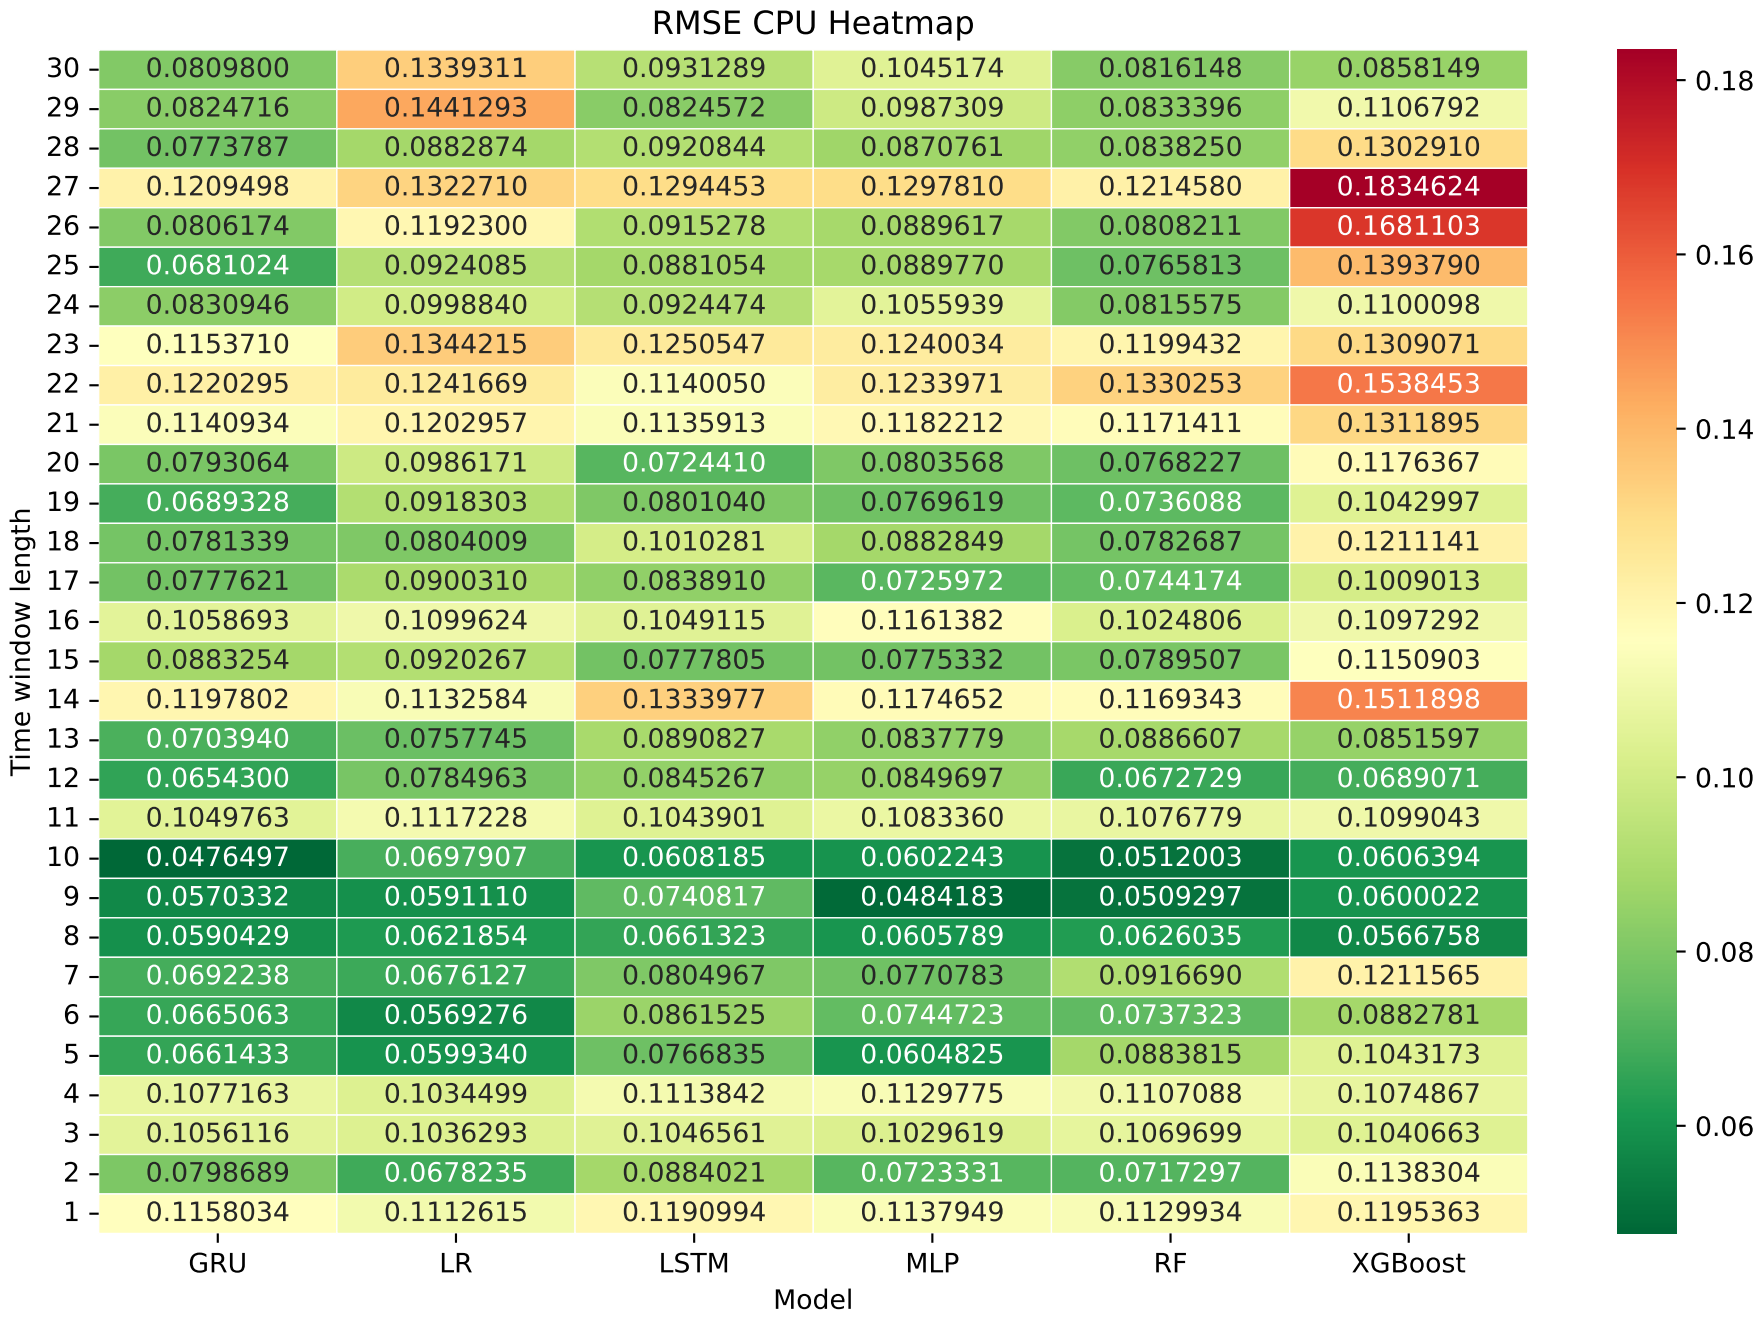 RMSE CPU Heatmap
30 0.0809800 0.1339311 0.0931289 0.1045174 0.0816148 0.0858149
29 0.0824716 0.1441293 0.0824572 0.0987309 0.0833396 0.1106792
28 0.0773787 0.0882874 0.0920844 0.0870761 0.0838250 0.1302910
27 0.1209498 0.1322710 0.1294453 0.1297810 0.1214580 0.1834624
26 0.0806174 0.1192300 0.0915278 0.0889617 0.0808211 0.1681103
25 0.0681024 0.0924085 0.0881054 0.0889770 0.0765813 0.1393790
24 0.0830946 0.0998840 0.0924474 0.1055939 0.0815575 0.1100098
23 0.1153710 0.1344215 0.1250547 0.1240034 0.1199432 0.1309071
22 0.1220295 0.1241669 0.1140050 0.1233971 0.1330253 0.1538453
21 0.1140934 0.1202957 0.1135913 0.1182212 0.1171411 0.1311895
20 0.0793064 0.0986171 0.0724410 0.0803568 0.0768227 0.1176367
19 0.0689328 0.0918303 0.0801040 0.0769619 0.0736088 0.1042997
18 0.0781339 0.0804009 0.1010281 0.0882849 0.0782687 0.1211141
17 0.0777621 0.0900310 0.0838910 0.0725972 0.0744174 0.1009013
16 0.1058693 0.1099624 0.1049115 0.1161382 0.1024806 0.1097292
15 0.0883254 0.0920267 0.0777805 0.0775332 0.0789507 0.1150903
14 0.1197802 0.1132584 0.1333977 0.1174652 0.1169343 0.1511898
13 0.0703940 0.0757745 0.0890827 0.0837779 0.0886607 0.0851597
12 0.0654300 0.0784963 0.0845267 0.0849697 0.0672729 0.0689071
11 0.1049763 0.1117228 0.1043901 0.1083360 0.1076779 0.1099043
10 0.0476497 0.0697907 0.0608185 0.0602243 0.0512003 0.0606394
9 0.0570332 0.0591110 0.0740817 0.0484183 0.0509297 0.0600022
8 0.0590429 0.0621854 0.0661323 0.0605789 0.0626035 0.0566758
7 0.0692238 0.0676127 0.0804967 0.0770783 0.0916690 0.1211565
6 0.0665063 0.0569276 0.0861525 0.0744723 0.0737323 0.0882781
5 0.0661433 0.0599340 0.0766835 0.0604825 0.0883815 0.1043173
4 0.1077163 0.1034499 0.1113842 0.1129775 0.1107088 0.1074867
3 0.1056116 0.1036293 0.1046561 0.1029619 0.1069699 0.1040663
2 0.0798689 0.0678235 0.0884021 0.0723331 0.0717297 0.1138304
1 0.1158034 0.1112615 0.1190994 0.1137949 0.1129934 0.1195363
GRU LR LSTM MLP RF XGBoost
Model
Time window length
0.18
0.16
0.14
0.12
0.10
0.08
0.06